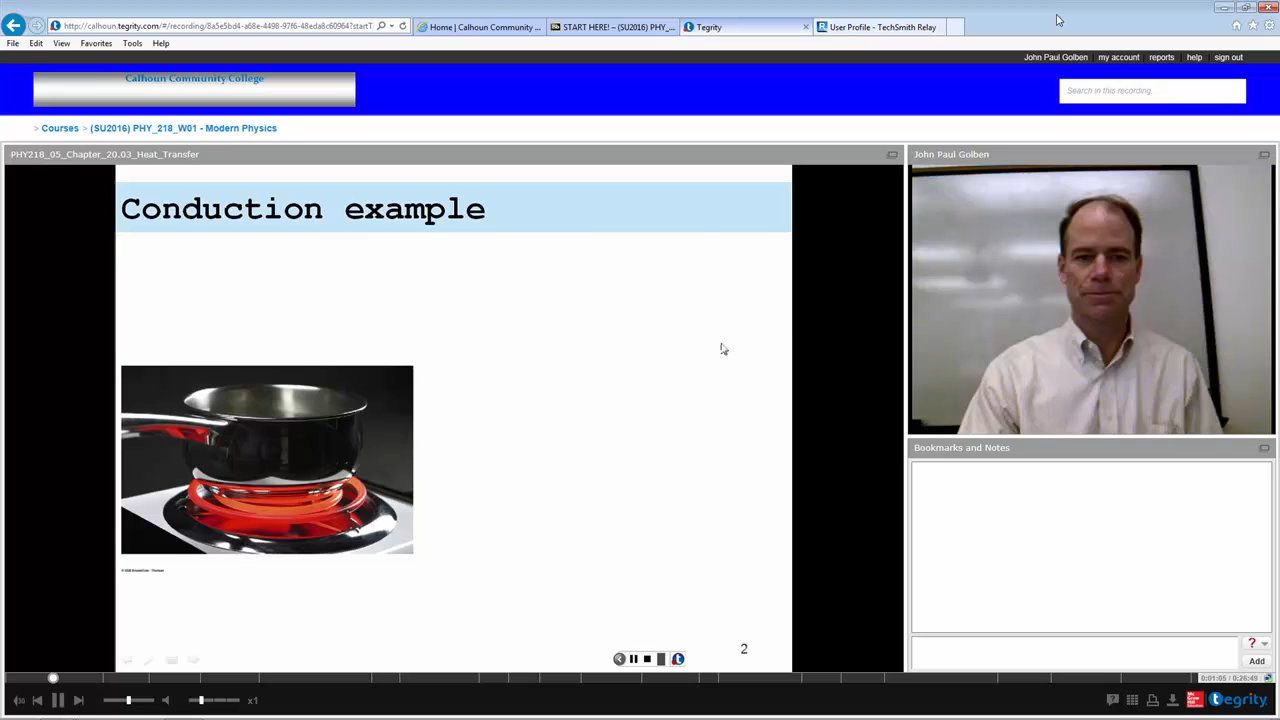 http://calhoun.tegrity.com/#/recording/8a5e5bd4-a68e-4498-97f6-48eda8c60964?startT
Home | Calhoun Community ...
START HERE! – (SU2016) PHY_...
Tegrity
User Profile - TechSmith Relay
File Edit View Favorites Tools Help
John Paul Golben my account reports help sign out
Calhoun Community College
Search in this recording...
> Courses > (SU2016) PHY_218_W01 - Modern Physics
PHY218_05_Chapter_20.03_Heat_Transfer
John Paul Golben
Conduction example
Bookmarks and Notes
2
?
Add
0:01:05 / 0:26:49
x1
Mc Graw Hill
tegrity